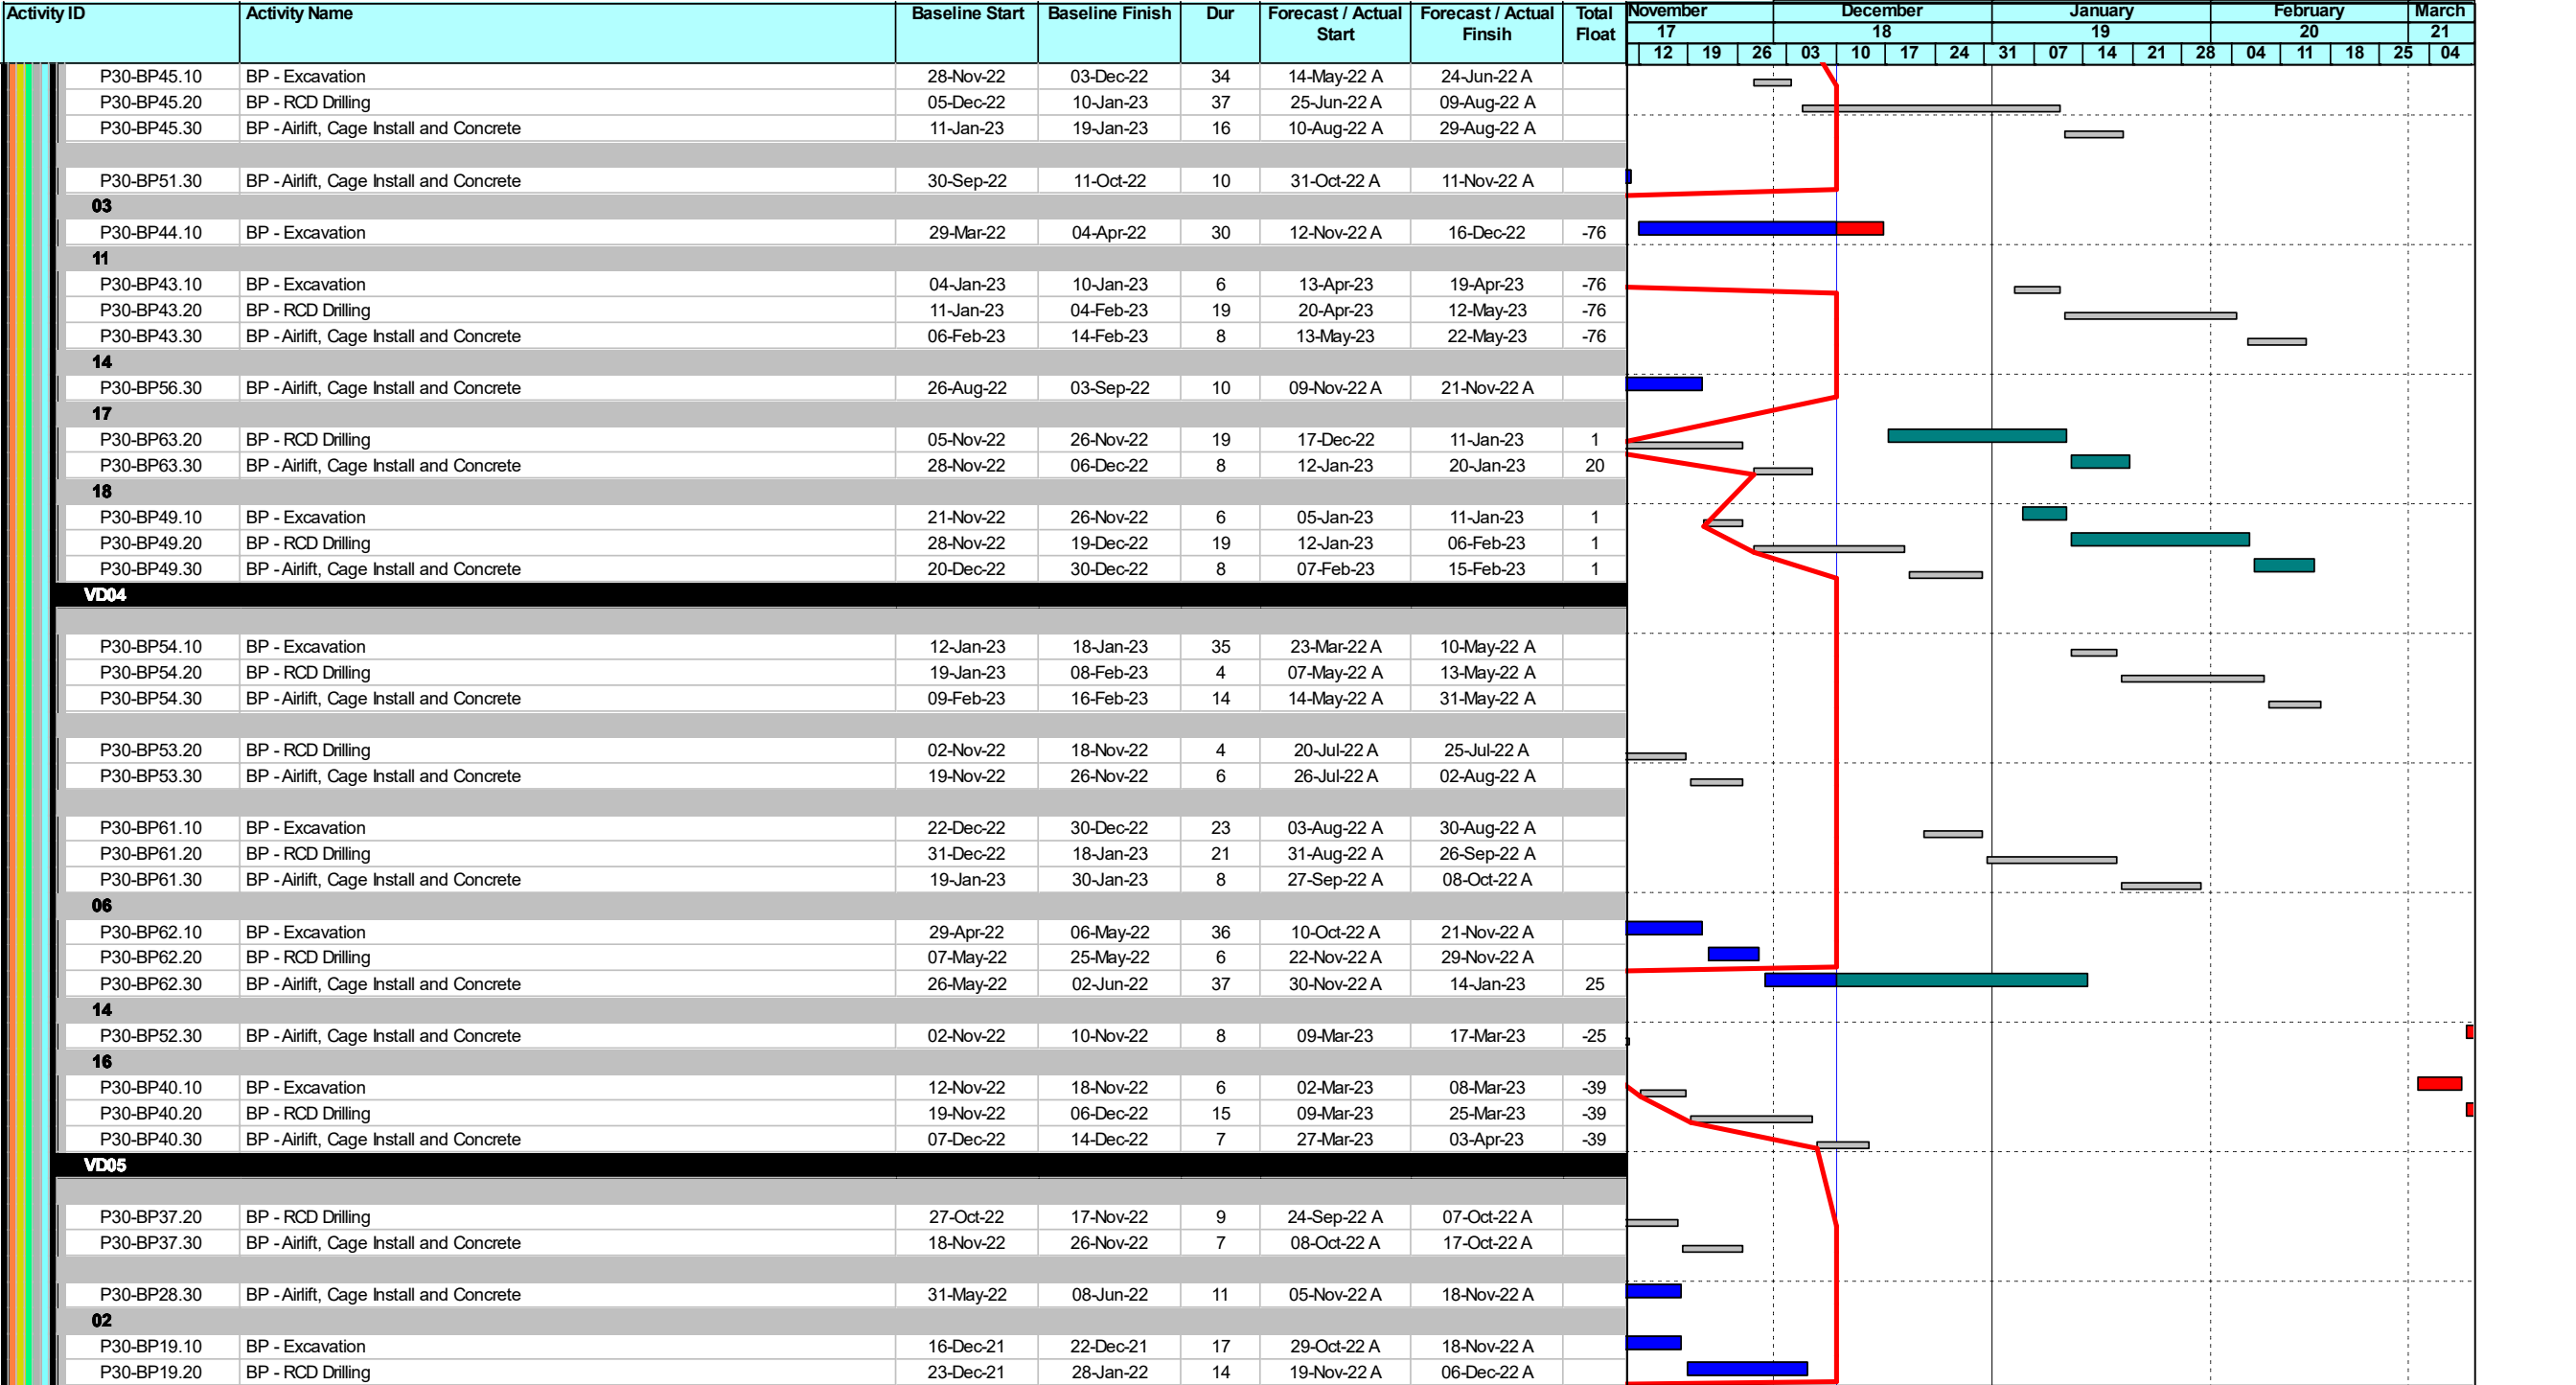 Activity ID Activity Name Baseline Start Baseline Finish Dur Forecast / Actual Start Forecast / Actual Finsih Total Float November December January February March
17 18 19 20 21
12 19 26 03 10 17 24 31 07 14 21 28 04 11 18 25 04
P30-BP45.10 BP - Excavation 28-Nov-22 03-Dec-22 34 14-May-22 A 24-Jun-22 A
P30-BP45.20 BP - RCD Drilling 05-Dec-22 10-Jan-23 37 25-Jun-22 A 09-Aug-22 A
P30-BP45.30 BP - Airlift, Cage Install and Concrete 11-Jan-23 19-Jan-23 16 10-Aug-22 A 29-Aug-22 A
P30-BP51.30 BP - Airlift, Cage Install and Concrete 30-Sep-22 11-Oct-22 10 31-Oct-22 A 11-Nov-22 A
03
P30-BP44.10 BP - Excavation 29-Mar-22 04-Apr-22 30 12-Nov-22 A 16-Dec-22 -76
11
P30-BP43.10 BP - Excavation 04-Jan-23 10-Jan-23 6 13-Apr-23 19-Apr-23 -76
P30-BP43.20 BP - RCD Drilling 11-Jan-23 04-Feb-23 19 20-Apr-23 12-May-23 -76
P30-BP43.30 BP - Airlift, Cage Install and Concrete 06-Feb-23 14-Feb-23 8 13-May-23 22-May-23 -76
14
P30-BP56.30 BP - Airlift, Cage Install and Concrete 26-Aug-22 03-Sep-22 10 09-Nov-22 A 21-Nov-22 A
17
P30-BP63.20 BP - RCD Drilling 05-Nov-22 26-Nov-22 19 17-Dec-22 11-Jan-23 1
P30-BP63.30 BP - Airlift, Cage Install and Concrete 28-Nov-22 06-Dec-22 8 12-Jan-23 20-Jan-23 20
18
P30-BP49.10 BP - Excavation 21-Nov-22 26-Nov-22 6 05-Jan-23 11-Jan-23 1
P30-BP49.20 BP - RCD Drilling 28-Nov-22 19-Dec-22 19 12-Jan-23 06-Feb-23 1
P30-BP49.30 BP - Airlift, Cage Install and Concrete 20-Dec-22 30-Dec-22 8 07-Feb-23 15-Feb-23 1
VD04
P30-BP54.10 BP - Excavation 12-Jan-23 18-Jan-23 35 23-Mar-22 A 10-May-22 A
P30-BP54.20 BP - RCD Drilling 19-Jan-23 08-Feb-23 4 07-May-22 A 13-May-22 A
P30-BP54.30 BP - Airlift, Cage Install and Concrete 09-Feb-23 16-Feb-23 14 14-May-22 A 31-May-22 A
P30-BP53.20 BP - RCD Drilling 02-Nov-22 18-Nov-22 4 20-Jul-22 A 25-Jul-22 A
P30-BP53.30 BP - Airlift, Cage Install and Concrete 19-Nov-22 26-Nov-22 6 26-Jul-22 A 02-Aug-22 A
P30-BP61.10 BP - Excavation 22-Dec-22 30-Dec-22 23 03-Aug-22 A 30-Aug-22 A
P30-BP61.20 BP - RCD Drilling 31-Dec-22 18-Jan-23 21 31-Aug-22 A 26-Sep-22 A
P30-BP61.30 BP - Airlift, Cage Install and Concrete 19-Jan-23 30-Jan-23 8 27-Sep-22 A 08-Oct-22 A
06
P30-BP62.10 BP - Excavation 29-Apr-22 06-May-22 36 10-Oct-22 A 21-Nov-22 A
P30-BP62.20 BP - RCD Drilling 07-May-22 25-May-22 6 22-Nov-22 A 29-Nov-22 A
P30-BP62.30 BP - Airlift, Cage Install and Concrete 26-May-22 02-Jun-22 37 30-Nov-22 A 14-Jan-23 25
14
P30-BP52.30 BP - Airlift, Cage Install and Concrete 02-Nov-22 10-Nov-22 8 09-Mar-23 17-Mar-23 -25
16
P30-BP40.10 BP - Excavation 12-Nov-22 18-Nov-22 6 02-Mar-23 08-Mar-23 -39
P30-BP40.20 BP - RCD Drilling 19-Nov-22 06-Dec-22 15 09-Mar-23 25-Mar-23 -39
P30-BP40.30 BP - Airlift, Cage Install and Concrete 07-Dec-22 14-Dec-22 7 27-Mar-23 03-Apr-23 -39
VD05
P30-BP37.20 BP - RCD Drilling 27-Oct-22 17-Nov-22 9 24-Sep-22 A 07-Oct-22 A
P30-BP37.30 BP - Airlift, Cage Install and Concrete 18-Nov-22 26-Nov-22 7 08-Oct-22 A 17-Oct-22 A
P30-BP28.30 BP - Airlift, Cage Install and Concrete 31-May-22 08-Jun-22 11 05-Nov-22 A 18-Nov-22 A
02
P30-BP19.10 BP - Excavation 16-Dec-21 22-Dec-21 17 29-Oct-22 A 18-Nov-22 A
P30-BP19.20 BP - RCD Drilling 23-Dec-21 28-Jan-22 14 19-Nov-22 A 06-Dec-22 A